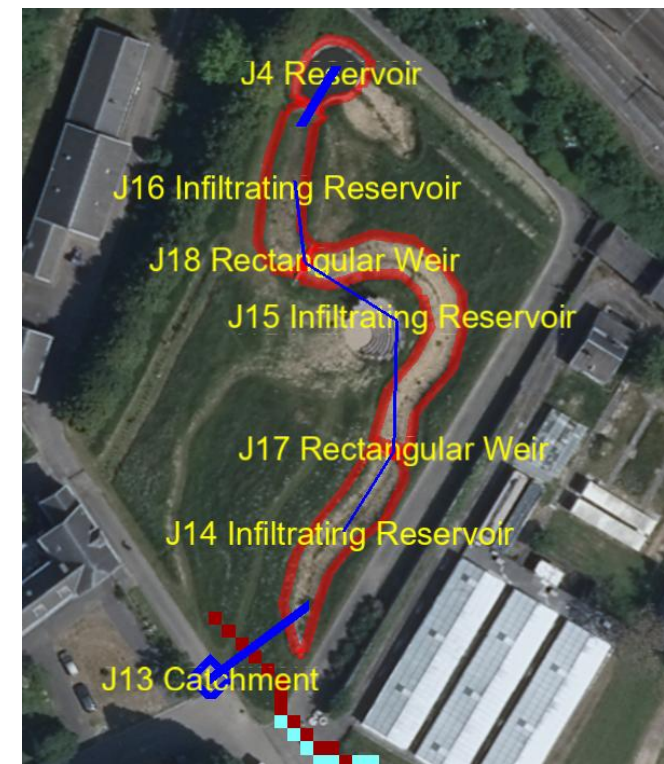 J4 Reservoir
J16 Infiltrating Reservoir
J18 Rectangular Weir
J15 Infiltrating Reservoir
J17 Rectangular Weir
J14 Infiltrating Reservoir
J13 Catchment